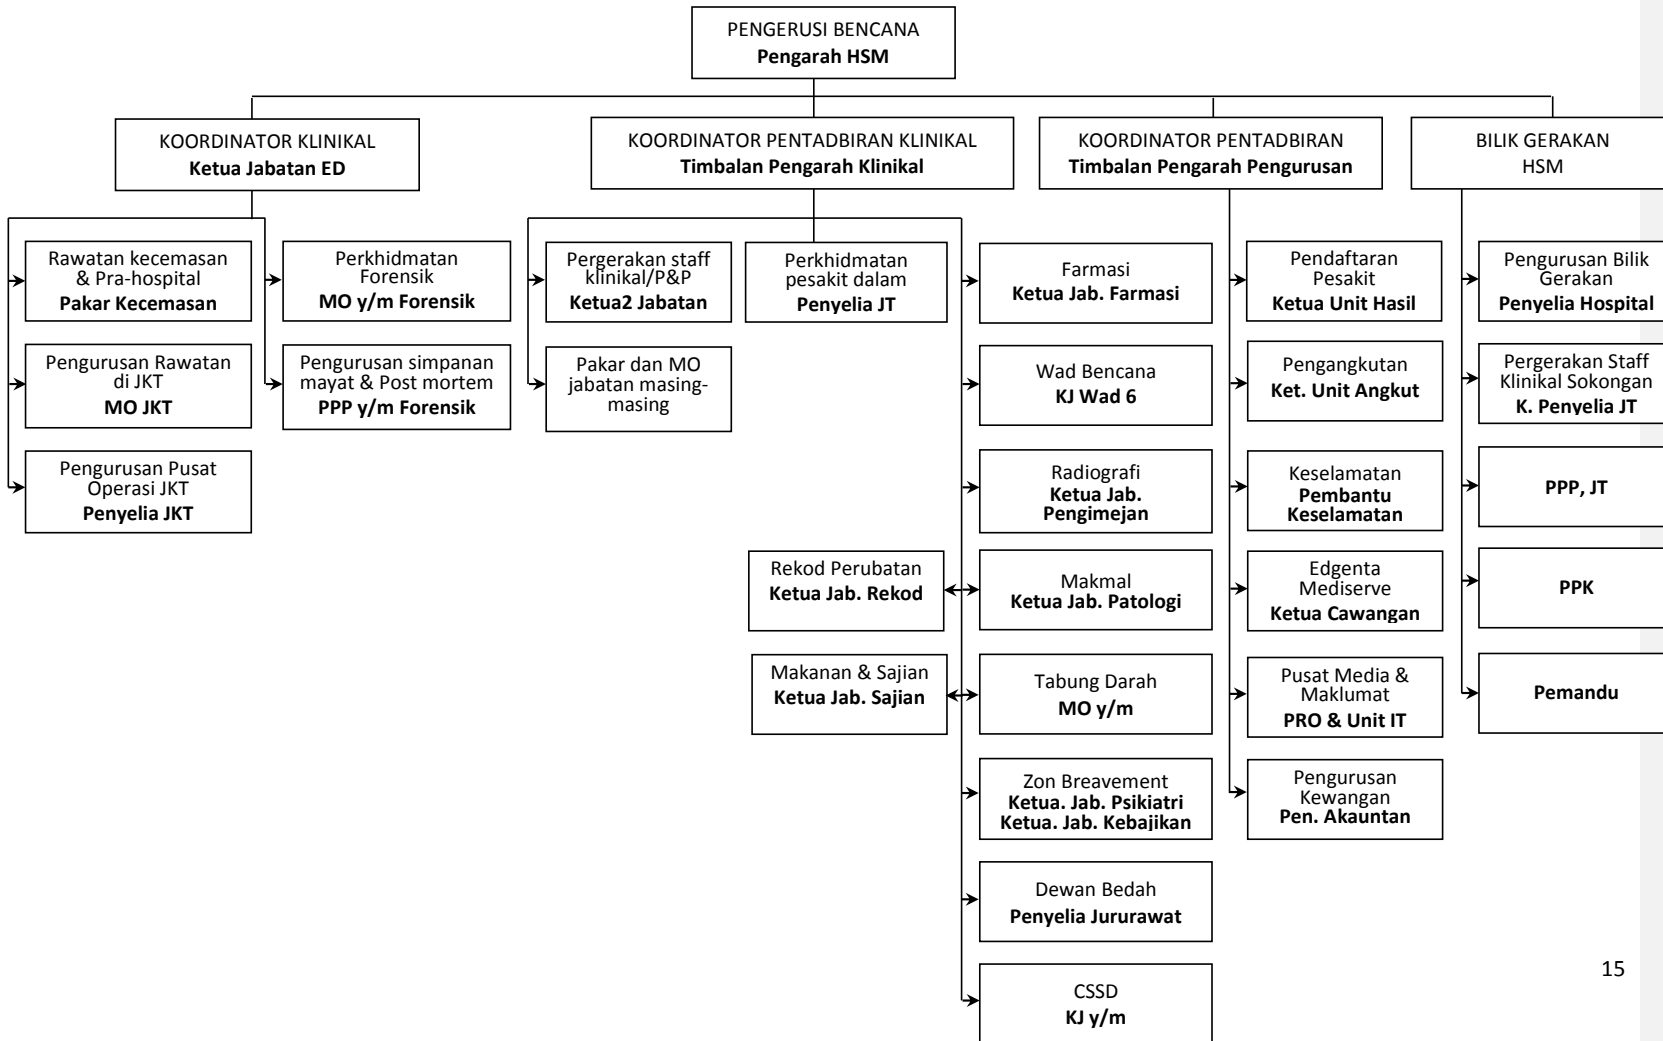 PENGERUSI BENCANA
Pengarah HSM
KOORDINATOR KLINIKAL
Ketua Jabatan ED
KOORDINATOR PENTADBIRAN KLINIKAL
Timbalan Pengarah Klinikal
KOORDINATOR PENTADBIRAN
Timbalan Pengarah Pengurusan
BILIK GERAKAN
HSM
Rawatan kecemasan
& Pra-hospital
Pakar Kecemasan
Perkhidmatan
Forensik
MO y/m Forensik
Pergerakan staff
klinikal/P&P
Ketua2 Jabatan
Perkhidmatan
pesakit dalam
Penyelia JT
Farmasi
Ketua Jab. Farmasi
Pendaftaran
Pesakit
Ketua Unit Hasil
Pengurusan Bilik
Gerakan
Penyelia Hospital
Pengurusan Rawatan
di JKT
MO JKT
Pengurusan simpanan
mayat & Post mortem
PPP y/m Forensik
Pakar dan MO
jabatan masing-
masing
Wad Bencana
KJ Wad 6
Pengangkutan
Ket. Unit Angkut
Pergerakan Staff
Klinikal Sokongan
K. Penyelia JT
Pengurusan Pusat
Operasi JKT
Penyelia JKT
Radiografi
Ketua Jab.
Pengimejan
Keselamatan
Pembantu
Keselamatan
PPP, JT
Rekod Perubatan
Ketua Jab. Rekod
Makmal
Ketua Jab. Patologi
Edgenta
Mediserve
Ketua Cawangan
PPK
Makanan & Sajian
Ketua Jab. Sajian
Tabung Darah
MO y/m
Pusat Media &
Maklumat
PRO & Unit IT
Pemandu
Zon Breavement
Ketua. Jab. Psikiatri
Ketua. Jab. Kebajikan
Pengurusan
Kewangan
Pen. Akauntan
Dewan Bedah
Penyelia Jururawat
CSSD
KJ y/m
15